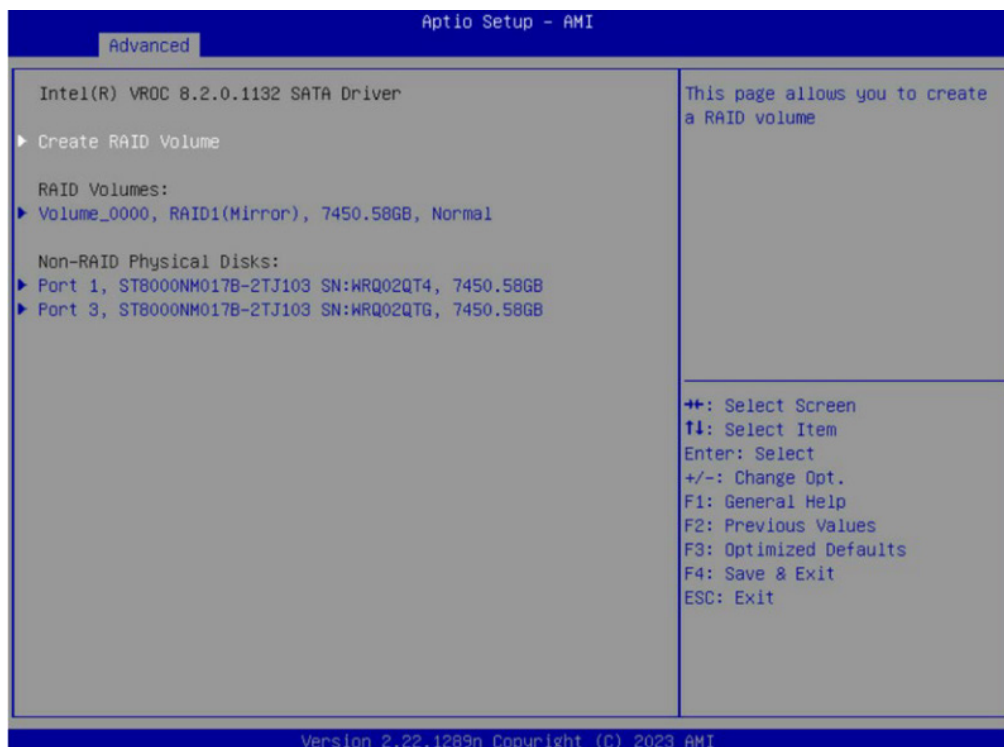 Aptio Setup - AMI
Advanced
Intel(R) VROC 8.2.0.1132 SATA Driver
Create RAID Volume
RAID Volumes:
Volume_0000, RAID1(Mirror), 7450.58GB, Normal
Non-RAID Physical Disks:
Port 1, ST8000NM017B-2TJ103 SN:WRQ02QT4, 7450.58GB
Port 3, ST8000NM017B-2TJ103 SN:WRQ02QTG, 7450.58GB
This page allows you to create
a RAID volume
→←: Select Screen
↑↓: Select Item
Enter: Select
+/-: Change Opt.
F1: General Help
F2: Previous Values
F3: Optimized Defaults
F4: Save & Exit
ESC: Exit
Version 2.22.1289n Copyright (C) 2023 AMI